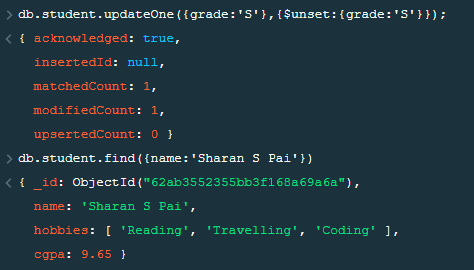 > db.student.updateOne({grade:'S'},{$unset:{grade:'S'}});
< { acknowledged: true,
insertedId: null,
matchedCount: 1,
modifiedCount: 1,
upsertedCount: 0 }
> db.student.find({name:'Sharan S Pai'})
< { _id: ObjectId("62ab3552355bb3f168a69a6a"),
name: 'Sharan S Pai',
hobbies: [ 'Reading', 'Travelling', 'Coding' ],
cgpa: 9.65 }